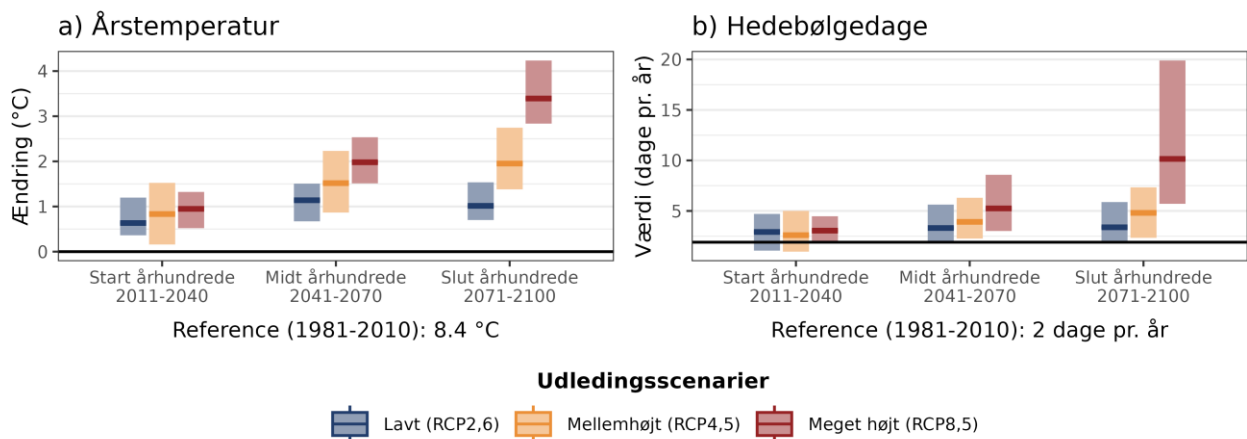 a) Årstemperatur
Ændring (°C)
4
3
2
1
0
Start århundrede
2011-2040
Midt århundrede
2041-2070
Slut århundrede
2071-2100
Reference (1981-2010): 8.4 °C
b) Hedebølgedage
Værdi (dage pr. år)
20
15
10
5
Start århundrede
2011-2040
Midt århundrede
2041-2070
Slut århundrede
2071-2100
Reference (1981-2010): 2 dage pr. år
Udledingsscenarier
Lavt (RCP2,6)
Mellemhøjt (RCP4,5)
Meget højt (RCP8,5)